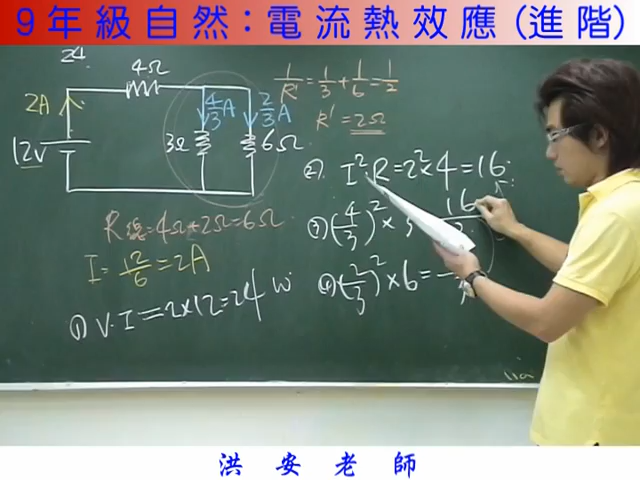 9年級自然：電流熱效應(進階)
24
4Ω
2A
4/3 A
2/3 A
3Ω
6Ω
12v
1/R' = 1/3 + 1/6 = 1/2
R' = 2Ω
R總=4Ω+2Ω=6Ω
I = 12/6 = 2A
① V·I = 2×12=24 W
② I²R=2²×4=16
③ (4/3)² ×
16
④ (2/3)² × 6 =
洪安老師